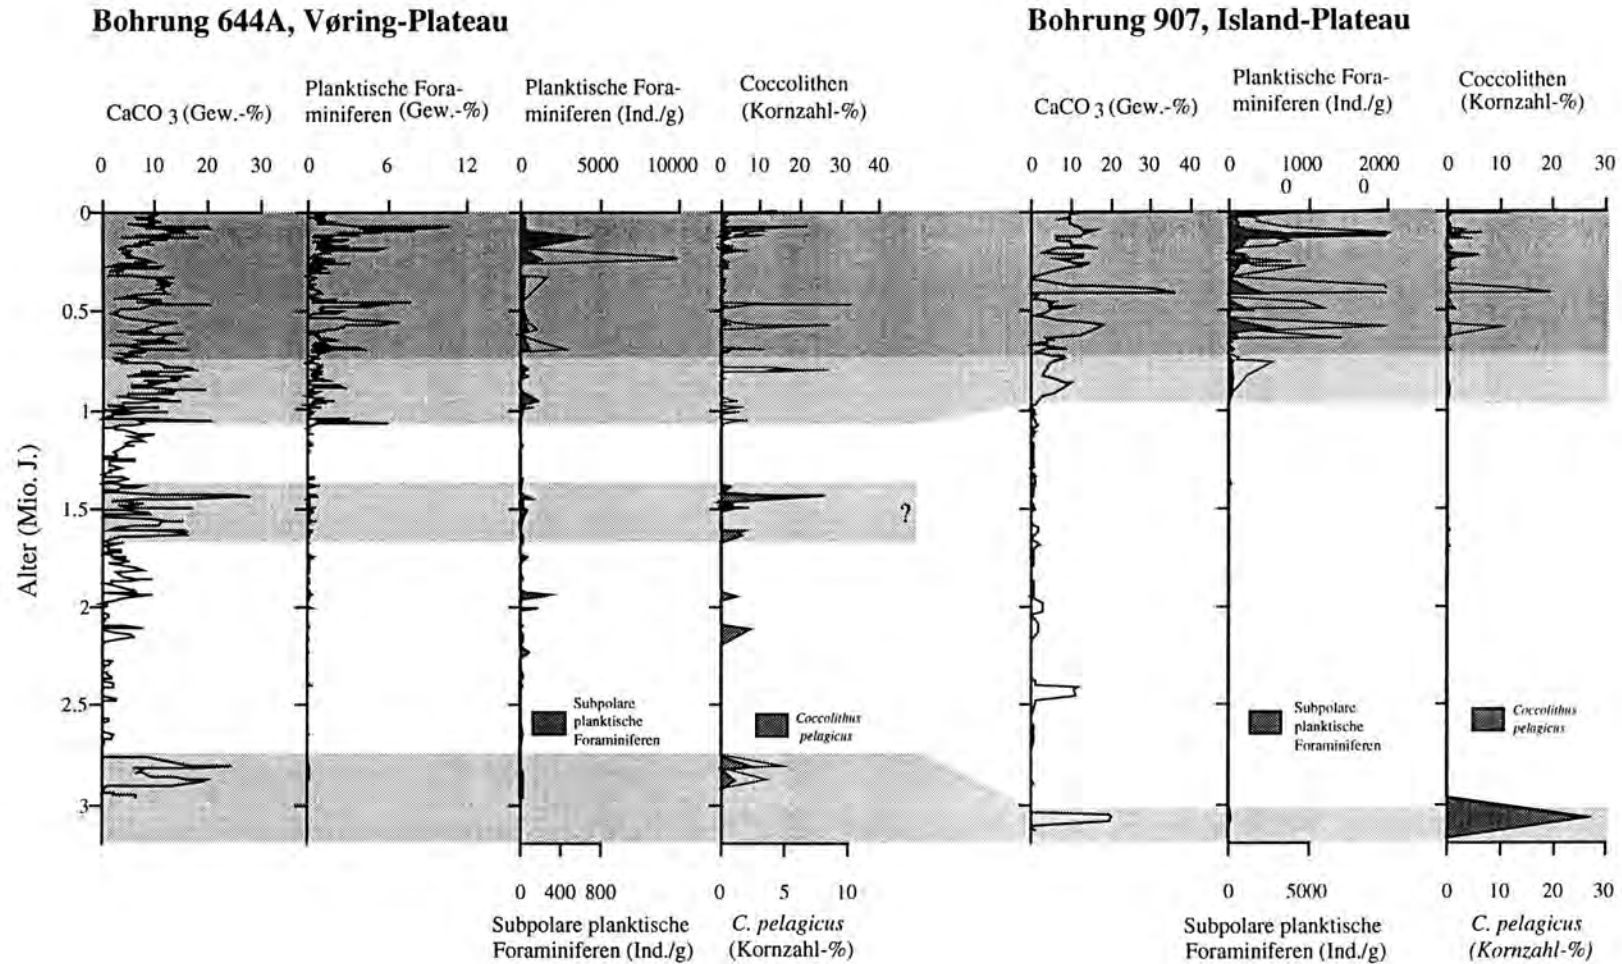 Bohrung 644A, Vøring-Plateau
Bohrung 907, Island-Plateau
CaCO 3 (Gew.-%)
Planktische Fora-
miniferen (Gew.-%)
Planktische Fora-
miniferen (Ind./g)
Coccolithen
(Kornzahl-%)
CaCO 3 (Gew.-%)
Planktische Fora-
miniferen (Ind./g)
Coccolithen
(Kornzahl-%)
0 10 20 30
0 6 12
0 5000 10000
0 10 20 30 40
0 10 20 30 40
0 1000 2000
0 0
0 10 20 30
Alter (Mio. J.)
0
0.5
1
1.5
2
2.5
3
?
Subpolare
planktische
Foraminiferen
Coccolithus
pelagicus
Subpolare
planktische
Foraminiferen
Coccolithus
pelagicus
0 400 800
0 5 10
0 5000
0 10 20 30
Subpolare planktische
Foraminiferen (Ind./g)
C. pelagicus
(Kornzahl-%)
Subpolare planktische
Foraminiferen (Ind./g)
C. pelagicus
(Kornzahl-%)